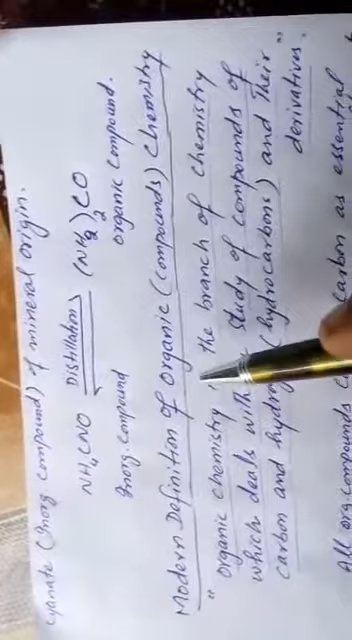 cyanate (Inorg compound) of mineral origin.
NH4CNO Distillation (NH2)2CO
Inorg. compound organic compound.
Modern Definition of organic (compounds) chemistry
"organic chemistry "the branch of chemistry
which deals with study of compounds of
carbon and hydrog (hydrocarbons) and Their
derivatives."
All org. compounds c carbon as essential